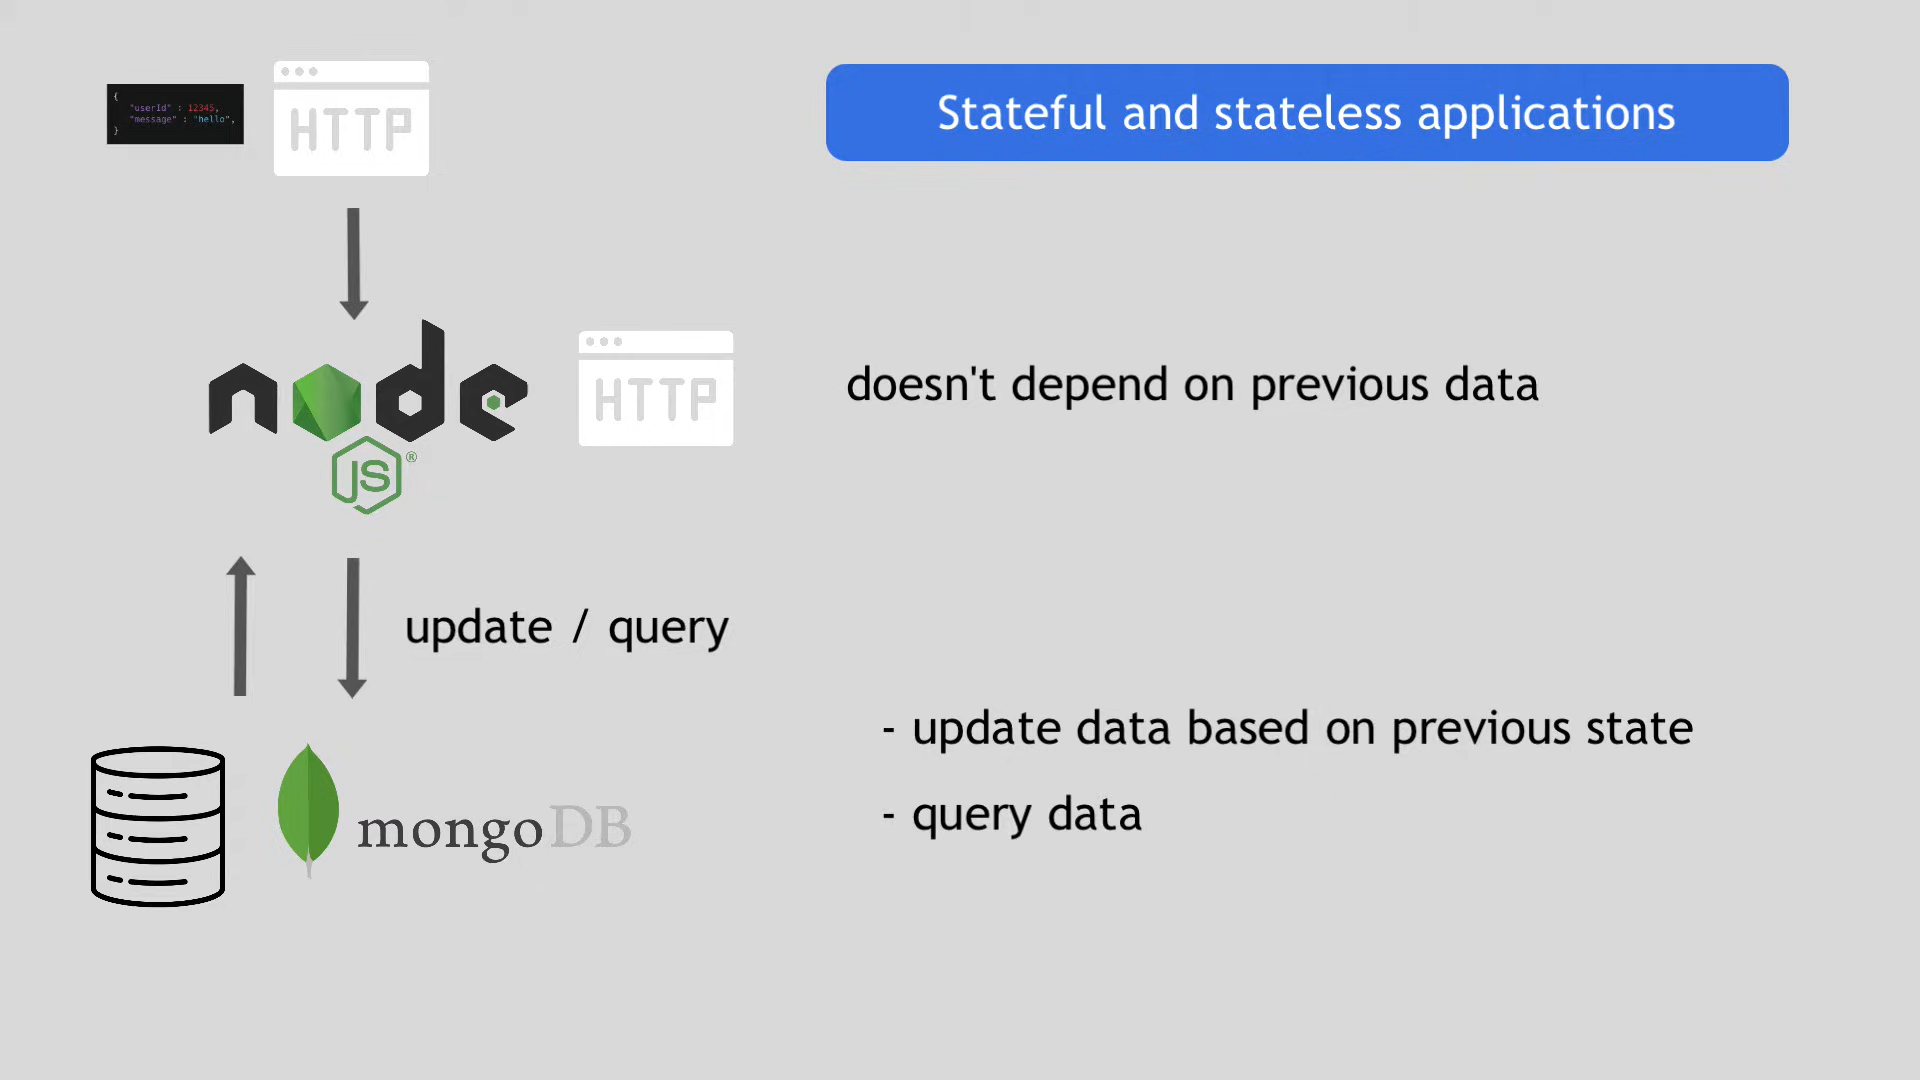 {
"userId" : 12345,
"message" : "hello",
}
HTTP
Stateful and stateless applications
node
JS®
HTTP
doesn't depend on previous data
update / query
mongoDB
- update data based on previous state
- query data